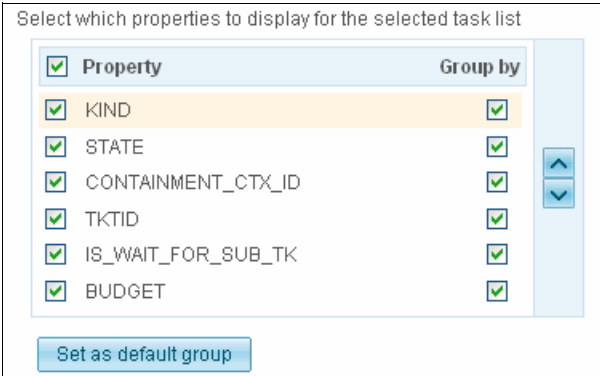 Select which properties to display for the selected task list
Property Group by
KIND
STATE
CONTAINMENT_CTX_ID
TKTID
IS_WAIT_FOR_SUB_TK
BUDGET
Set as default group